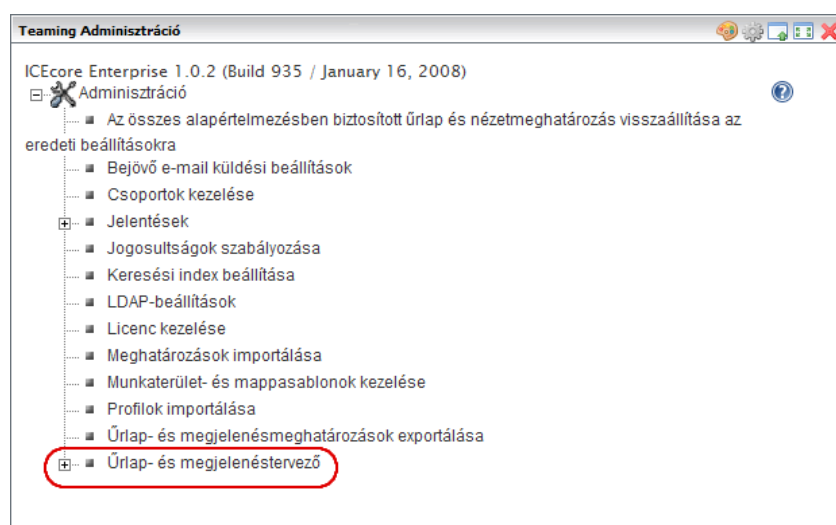 Teaming Adminisztráció
ICEcore Enterprise 1.0.2 (Build 935 / January 16, 2008)
Adminisztráció
Az összes alapértelmezésben biztosított űrlap és nézetmeghatározás visszaállítása az
eredeti beállításokra
Bejövő e-mail küldési beállítások
Csoportok kezelése
Jelentések
Jogosultságok szabályozása
Keresési index beállítása
LDAP-beállítások
Licenc kezelése
Meghatározások importálása
Munkaterület- és mappasablonok kezelése
Profilok importálása
Űrlap- és megjelenésmeghatározások exportálása
Űrlap- és megjelenéstervező